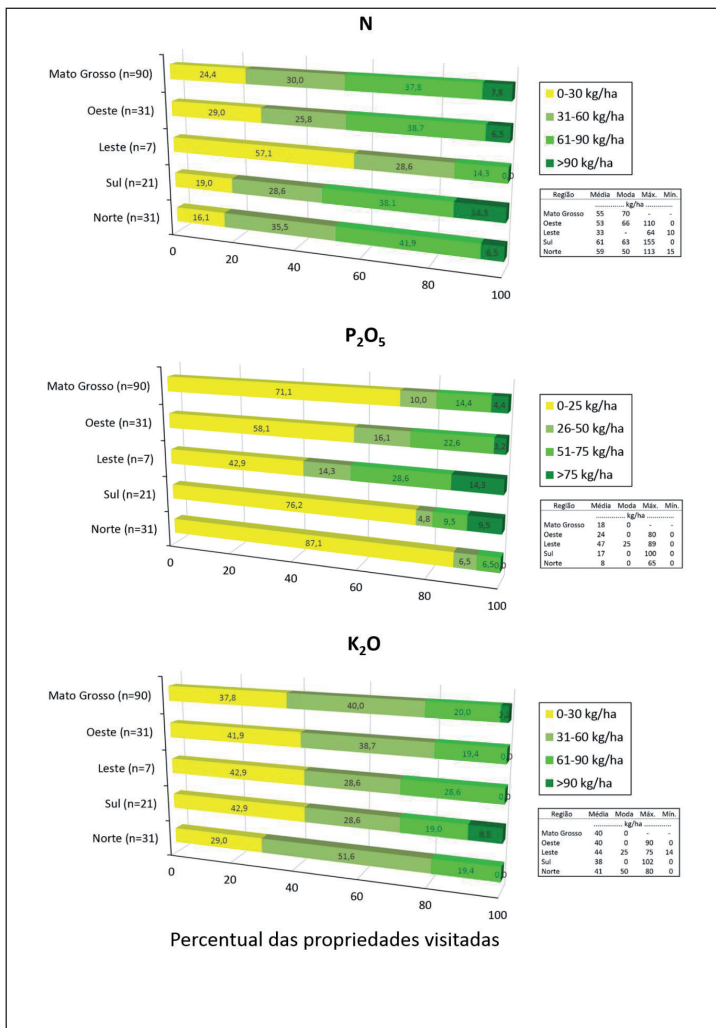 N
Mato Grosso (n=90) 24,4 30,0 37,8 7,8
Oeste (n=31) 29,0 25,8 38,7 6,5
Leste (n=7) 57,1 28,6 14,3 0,0
Sul (n=21) 19,0 28,6 38,1 14,3
Norte (n=31) 16,1 35,5 41,9 6,5
0 20 40 60 80 100
0-30 kg/ha
31-60 kg/ha
61-90 kg/ha
>90 kg/ha
Região Média Moda Máx. Mín.
.............. kg/ha .............
Mato Grosso 55 70 - -
Oeste 53 66 110 0
Leste 33 - 64 10
Sul 61 63 155 0
Norte 59 50 113 15
P₂O₅
Mato Grosso (n=90) 71,1 10,0 14,4 4,4
Oeste (n=31) 58,1 16,1 22,6 3,2
Leste (n=7) 42,9 14,3 28,6 14,3
Sul (n=21) 76,2 4,8 9,5 9,5
Norte (n=31) 87,1 6,5 6,5 0,0
0 20 40 60 80 100
0-25 kg/ha
26-50 kg/ha
51-75 kg/ha
>75 kg/ha
Região Média Moda Máx. Mín.
.............. kg/ha .............
Mato Grosso 18 0 - -
Oeste 24 0 80 0
Leste 47 25 89 0
Sul 17 0 100 0
Norte 8 0 65 0
K₂O
Mato Grosso (n=90) 37,8 40,0 20,0
Oeste (n=31) 41,9 38,7 19,4 0,0
Leste (n=7) 42,9 28,6 28,6 0,0
Sul (n=21) 42,9 28,6 19,0 9,5
Norte (n=31) 29,0 51,6 19,4 0,0
0 20 40 60 80 100
0-30 kg/ha
31-60 kg/ha
61-90 kg/ha
>90 kg/ha
Região Média Moda Máx. Mín.
.............. kg/ha .............
Mato Grosso 40 0 - -
Oeste 40 0 90 0
Leste 44 25 75 14
Sul 38 0 102 0
Norte 41 50 80 0
Percentual das propriedades visitadas